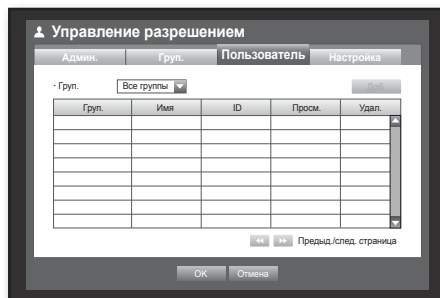 Управление разрешением
Админ. Груп. Пользователь Настройка
· Груп. Все группы Доб.
Груп. Имя ID Просм. Удал.
Предыд./след. страница
OK Отмена